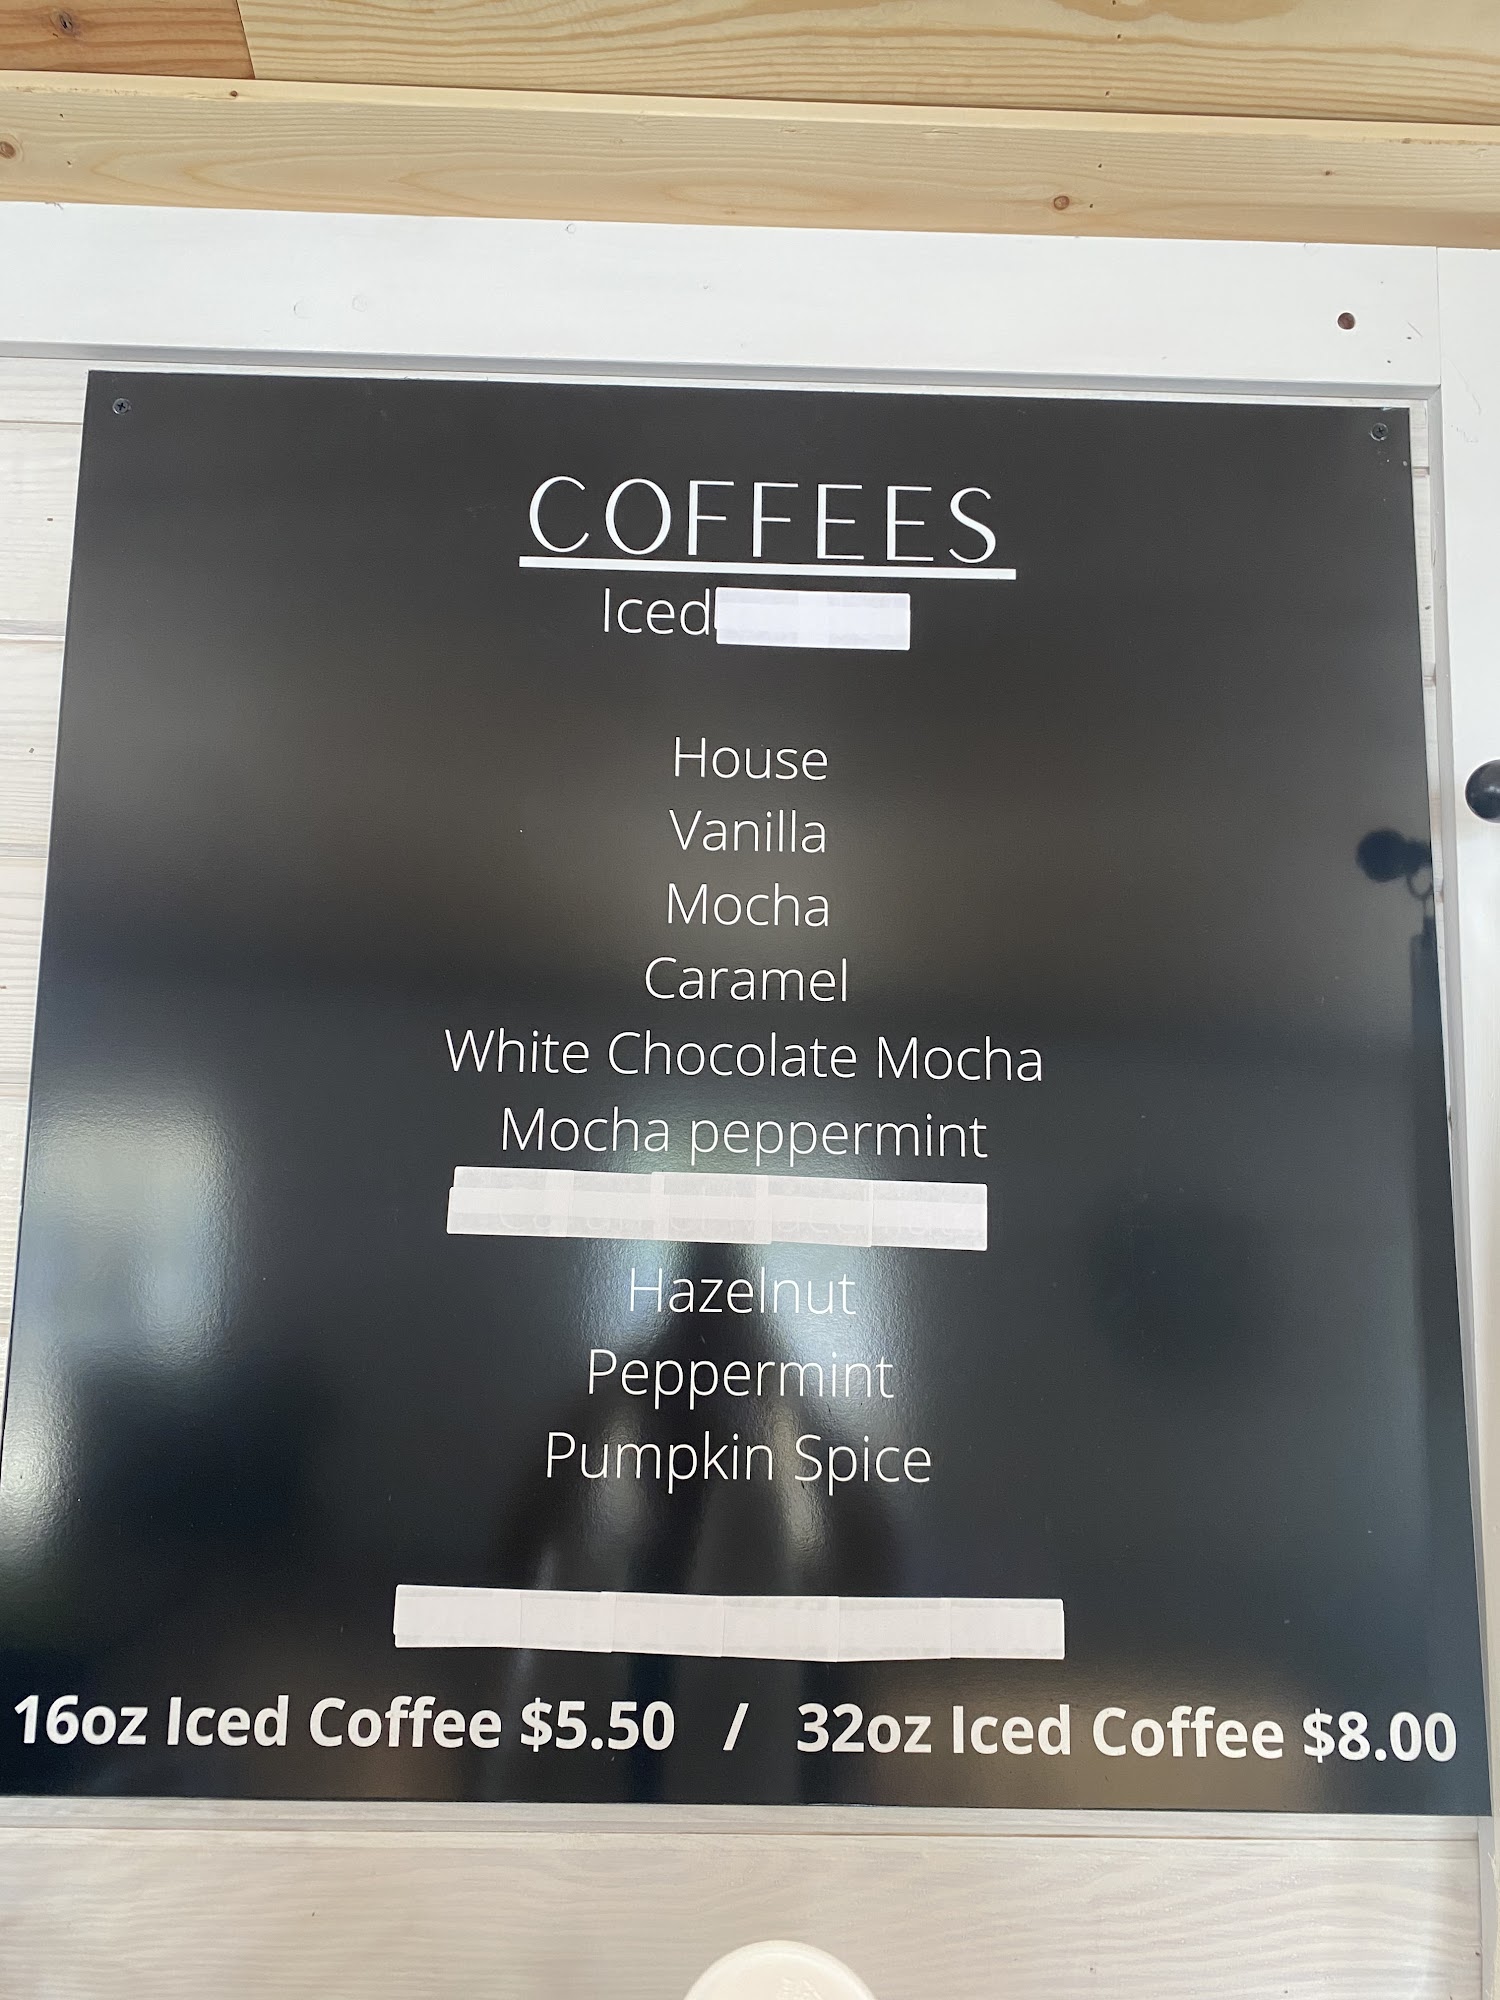 COFFEES
Iced
House
Vanilla
Mocha
Caramel
White Chocolate Mocha
Mocha peppermint
Hazelnut
Peppermint
Pumpkin Spice
16oz Iced Coffee $5.50 / 32oz Iced Coffee $8.00